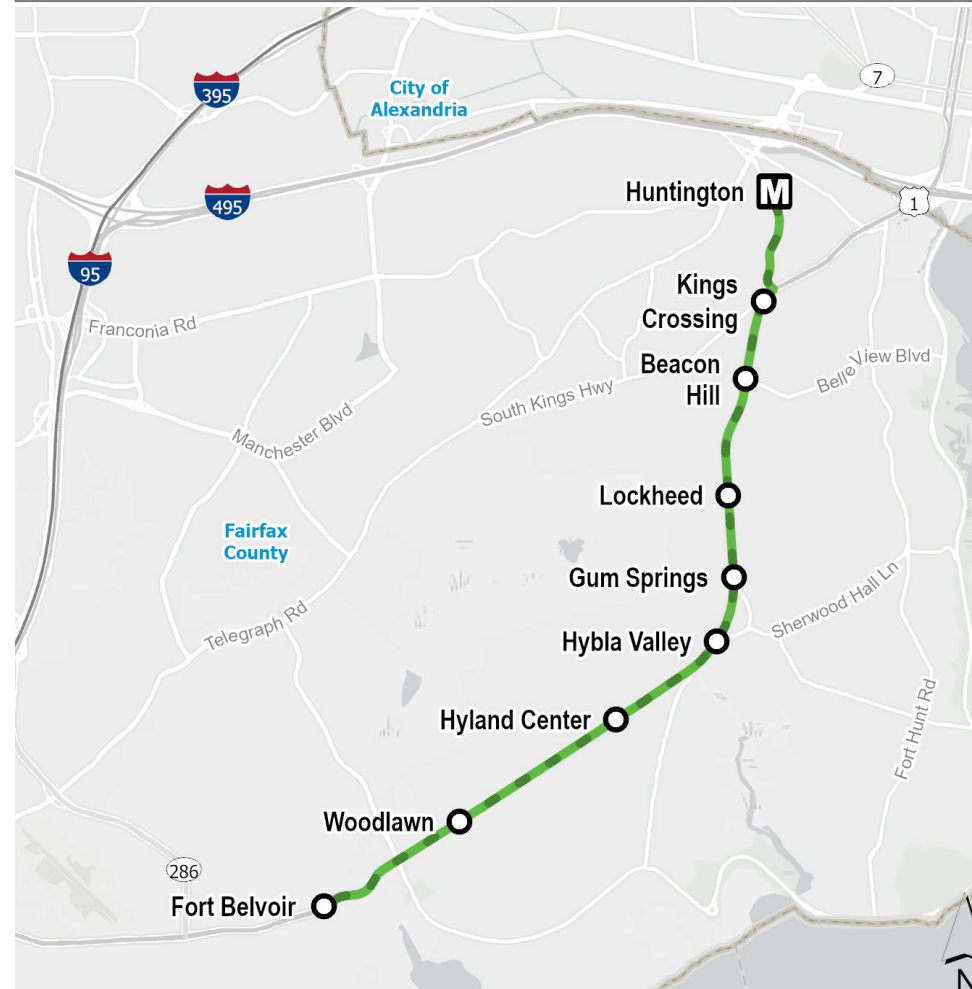 395
City of
Alexandria
7
Huntington
M
495
1
95
Kings
Crossing
Franconia Rd
Beacon
Hill
Belle View Blvd
South Kings Hwy
Manchester Blvd
Lockheed
Fairfax
County
Gum Springs
Sherwood Hall Ln
Telegraph Rd
Hybla Valley
Hyland Center
Fort Hunt Rd
Woodlawn
286
Fort Belvoir
N